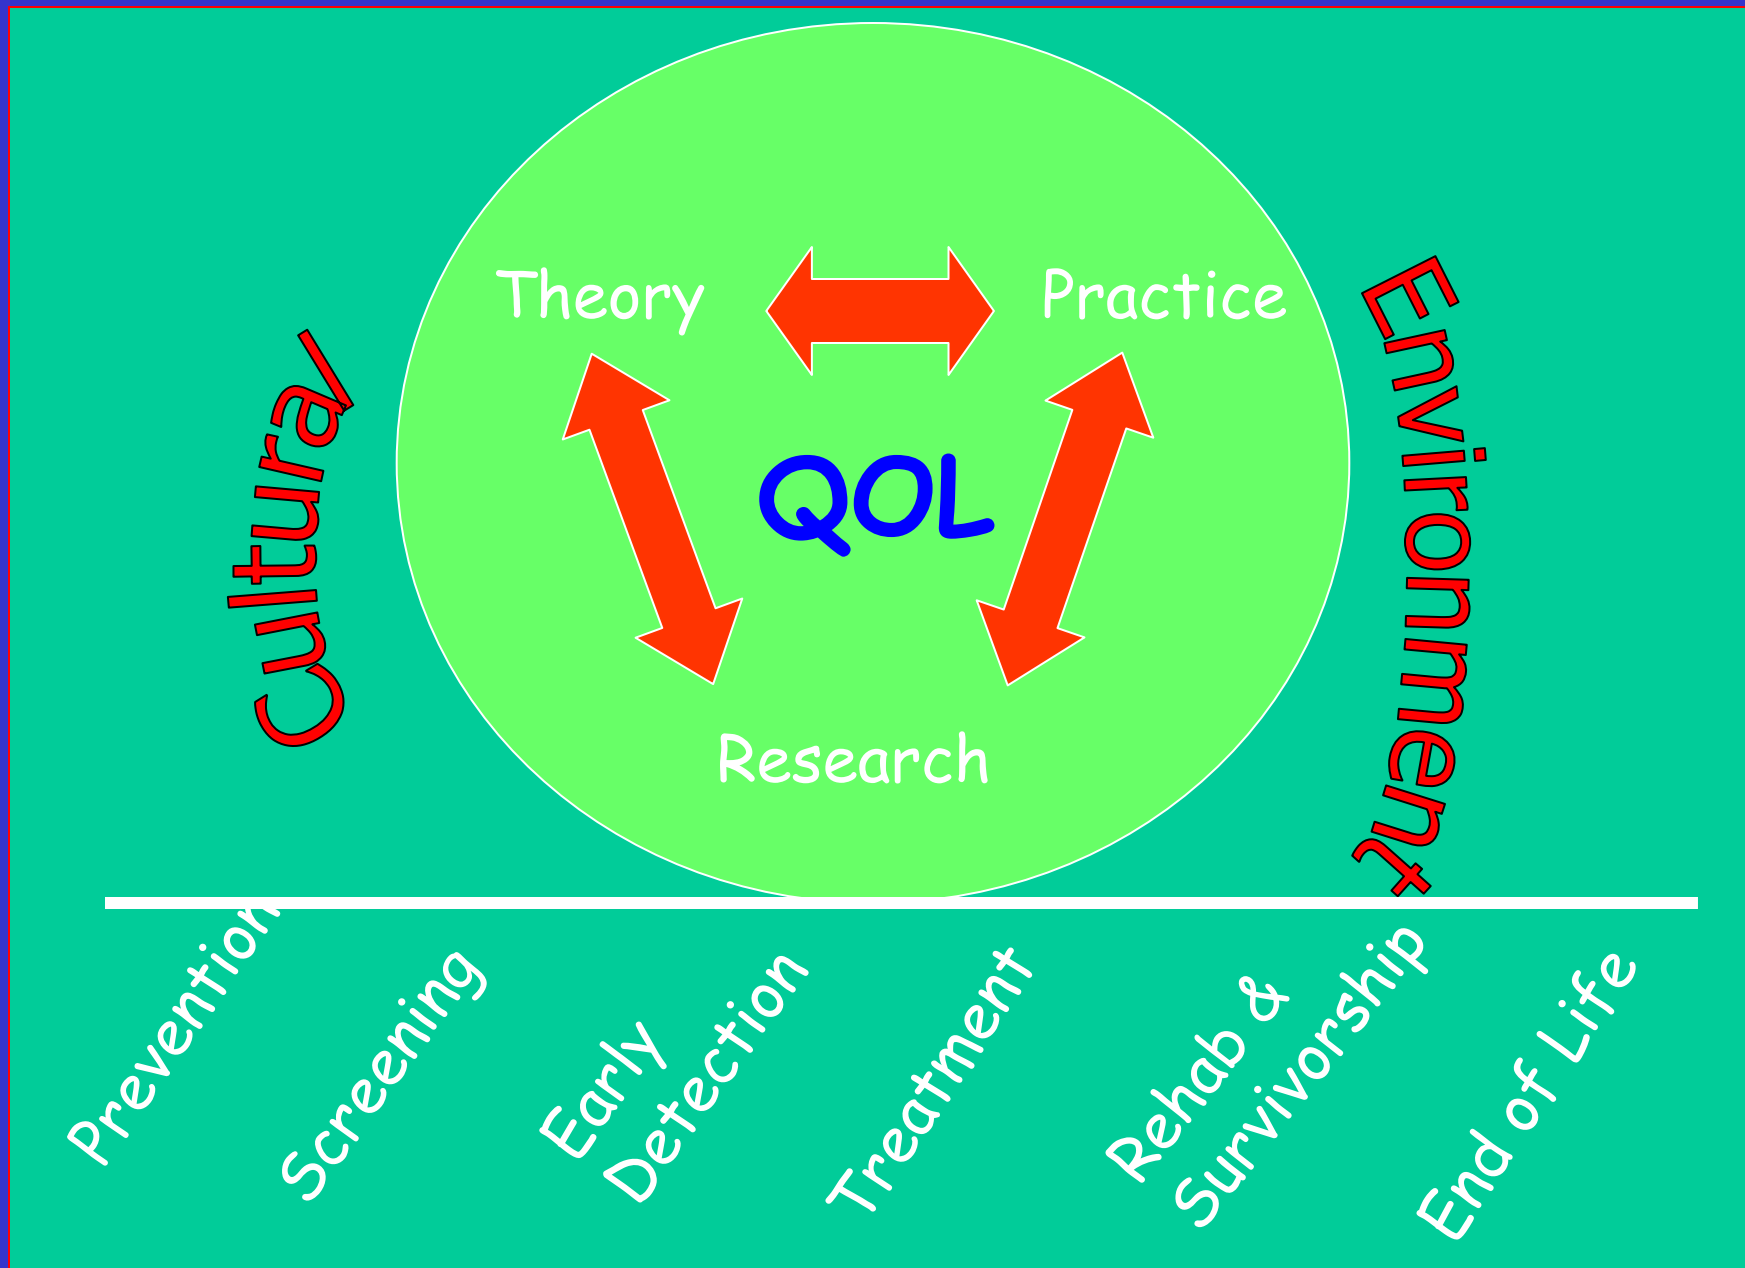 Theory
Practice
Cultural
QOL
Environment
Research
Prevention
Screening
Early
Detection
Treatment
Rehab &
Survivorship
End of Life